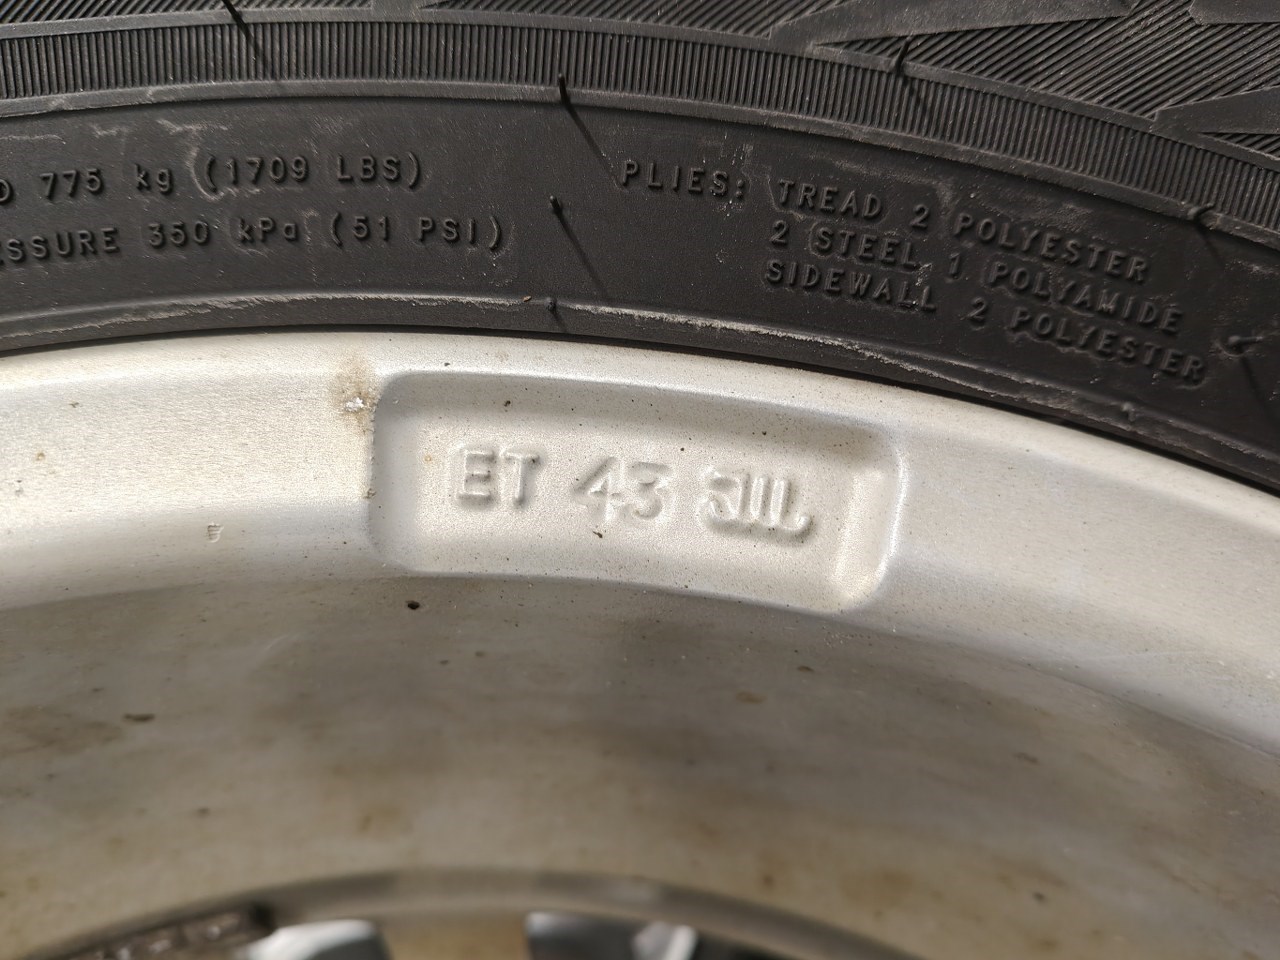 775 kg (1709 LBS)
350 kPa (51 PSI)
PLIES: TREAD 2 POLYESTER
2 STEEL, 1 POLYAMIDE
SIDEWALL 2 POLYESTER
ET 43